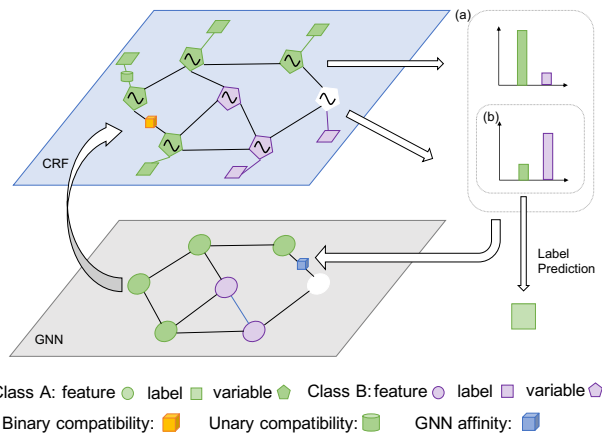 (a)
(b)
CRF
Label
Prediction
GNN
Class A: feature label variable Class B: feature label variable
Binary compatibility: Unary compatibility: GNN affinity: